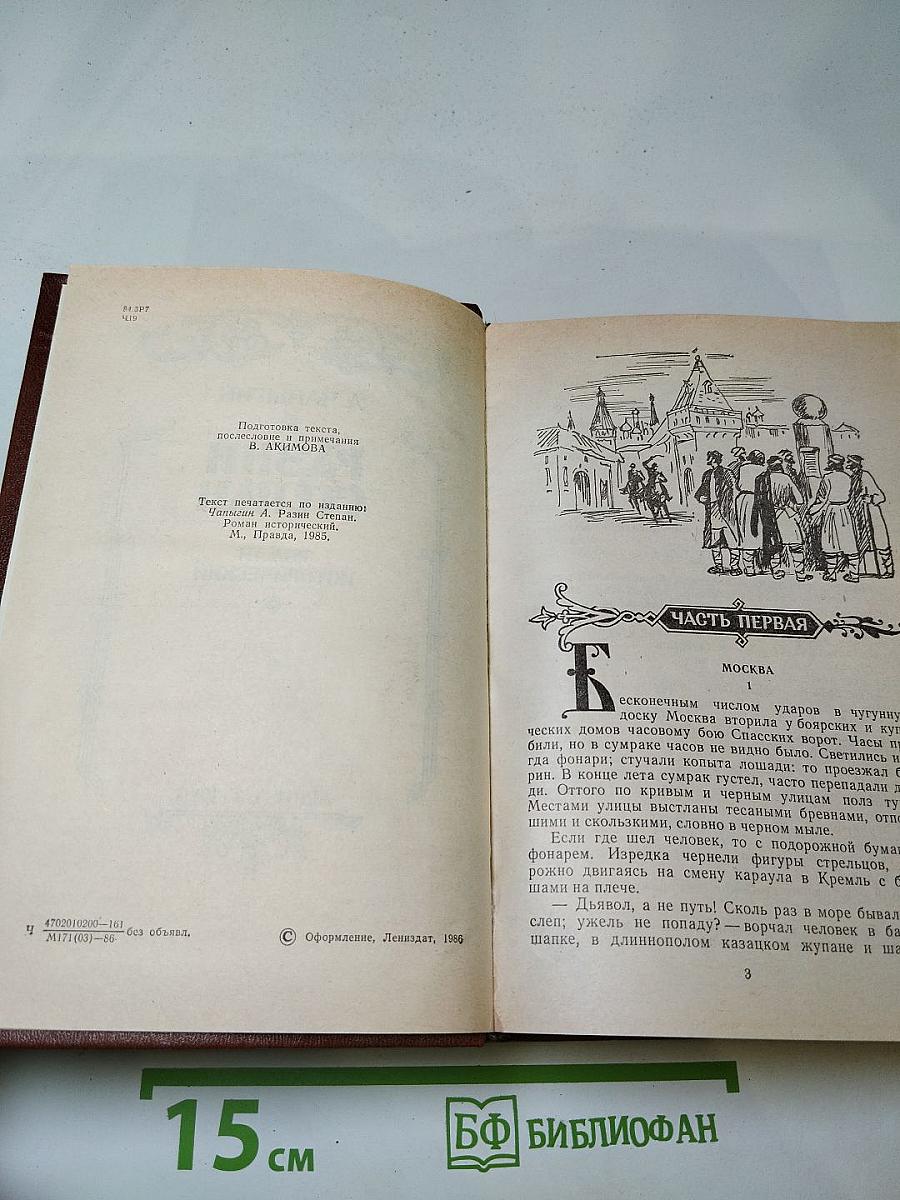 84.3Р7
Ч19
Подготовка текста,
послесловие и примечания
В. АКИМОВА
Текст печатается по изданию:
Чапыгин А. Разин Степан.
Роман исторический.
М., Правда, 1985.
Ч 4702010200—161
М171(03)—86 без объявл.
© Оформление, Лениздат, 1986
ЧАСТЬ ПЕРВАЯ
МОСКВА
1
Бесконечным числом ударов в чугунну
доску Москва вторила у боярских и куп
ческих домов часовому бою Спасских ворот. Часы п
били, но в сумраке часов не видно было. Светились и
гда фонари; стучали копыта лошади: то проезжал б
рин. В конце лета сумрак густел, часто перепадали д
ди. Оттого по кривым и черным улицам полз ту
Местами улицы выстланы тесаными бревнами, отпо
шими и скользкими, словно в черном мыле.
Если где шел человек, то с подорожной бума
фонарем. Изредка чернели фигуры стрельцов,
рожно двигаясь на смену караула в Кремль с б
шами на плече.
— Дьявол, а не путь! Сколь раз в море бывал
слеп; ужель не попаду? — ворчал человек в ба
шапке, в длиннополом казацком жупане и ша
3
15 см
БФ БИБЛИОФАН